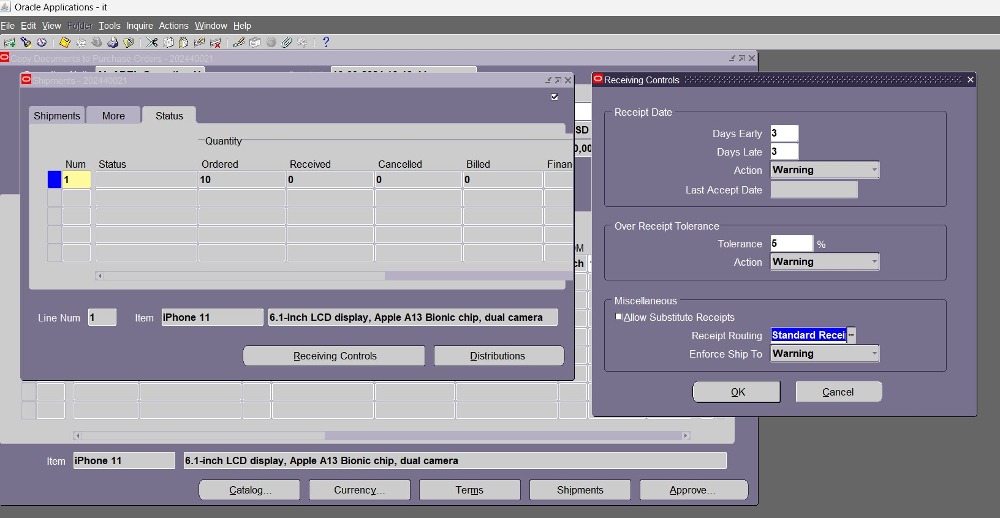 Oracle Applications - it
File Edit View Folder Tools Inquire Actions Window Help
Copy Documents to Purchase Orders - 202440021
Shipments - 202440021
Shipments More Status
Quantity
Num Status Ordered Received Cancelled Billed Finan
1 10 0 0 0
Line Num 1 Item iPhone 11 6.1-inch LCD display, Apple A13 Bionic chip, dual camera
Receiving Controls Distributions
SD
0,00
OM
ch
Item iPhone 11 6.1-inch LCD display, Apple A13 Bionic chip, dual camera
Catalog... Currency... Terms Shipments Approve...
Receiving Controls
Receipt Date
Days Early 3
Days Late 3
Action Warning
Last Accept Date
Over Receipt Tolerance
Tolerance 5 %
Action Warning
Miscellaneous
Allow Substitute Receipts
Receipt Routing Standard Recei ...
Enforce Ship To Warning
OK Cancel